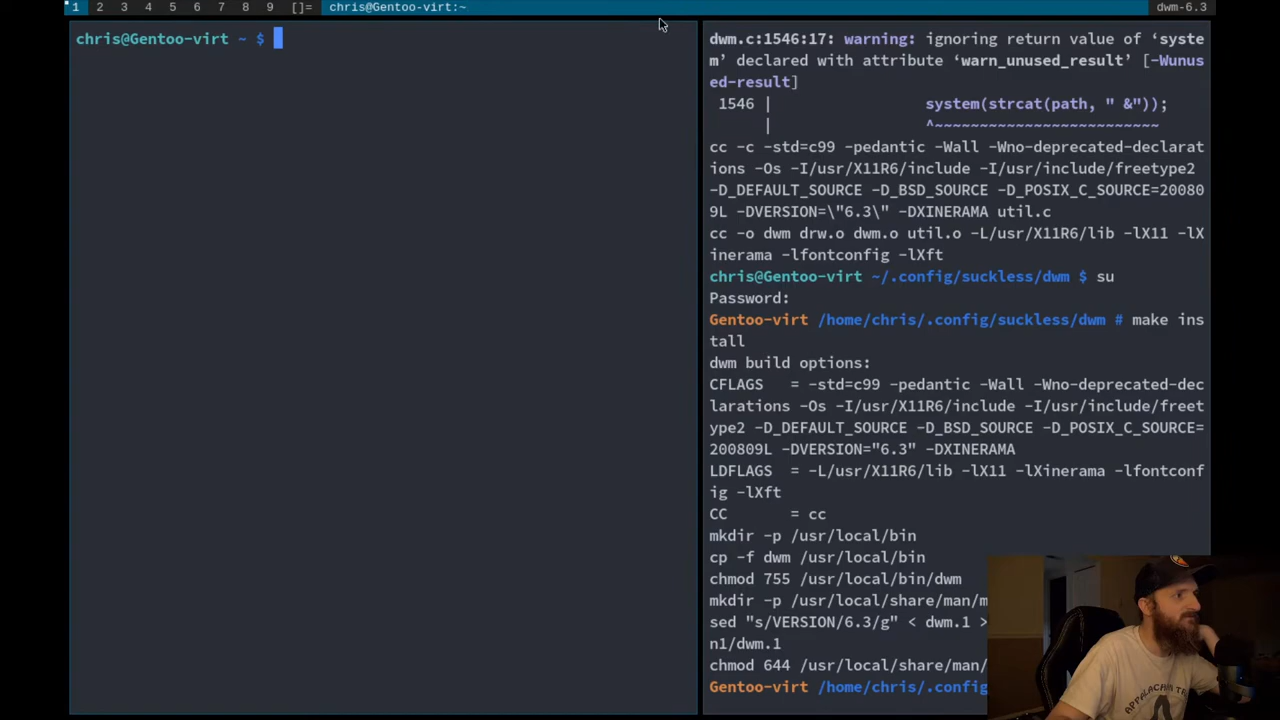 1 2 3 4 5 6 7 8 9 []= chris@Gentoo-virt:~ dwm-6.3
chris@Gentoo-virt ~ $
dwm.c:1546:17: warning: ignoring return value of ‘syste
m’ declared with attribute ‘warn_unused_result’ [-Wunus
ed-result]
1546 | system(strcat(path, " &"));
| ^~~~~~~~~~~~~~~~~~~~~~~~~~
cc -c -std=c99 -pedantic -Wall -Wno-deprecated-declarat
ions -Os -I/usr/X11R6/include -I/usr/include/freetype2
-D_DEFAULT_SOURCE -D_BSD_SOURCE -D_POSIX_C_SOURCE=20080
9L -DVERSION=\"6.3\" -DXINERAMA util.c
cc -o dwm drw.o dwm.o util.o -L/usr/X11R6/lib -lX11 -lX
inerama -lfontconfig -lXft
chris@Gentoo-virt ~/.config/suckless/dwm $ su
Password:
Gentoo-virt /home/chris/.config/suckless/dwm # make ins
tall
dwm build options:
CFLAGS = -std=c99 -pedantic -Wall -Wno-deprecated-dec
larations -Os -I/usr/X11R6/include -I/usr/include/freet
ype2 -D_DEFAULT_SOURCE -D_BSD_SOURCE -D_POSIX_C_SOURCE=
200809L -DVERSION="6.3" -DXINERAMA
LDFLAGS = -L/usr/X11R6/lib -lX11 -lXinerama -lfontconf
ig -lXft
CC = cc
mkdir -p /usr/local/bin
cp -f dwm /usr/local/bin
chmod 755 /usr/local/bin/dwm
mkdir -p /usr/local/share/man/m
sed "s/VERSION/6.3/g" < dwm.1 >
n1/dwm.1
chmod 644 /usr/local/share/man/
Gentoo-virt /home/chris/.config
APPALACHIAN